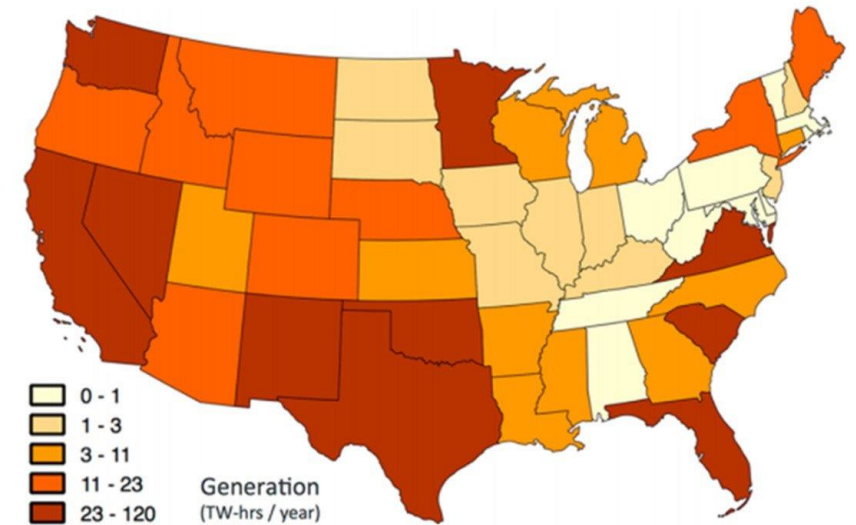 0 - 1
1 - 3
3 - 11
11 - 23
23 - 120
Generation
(TW-hrs / year)